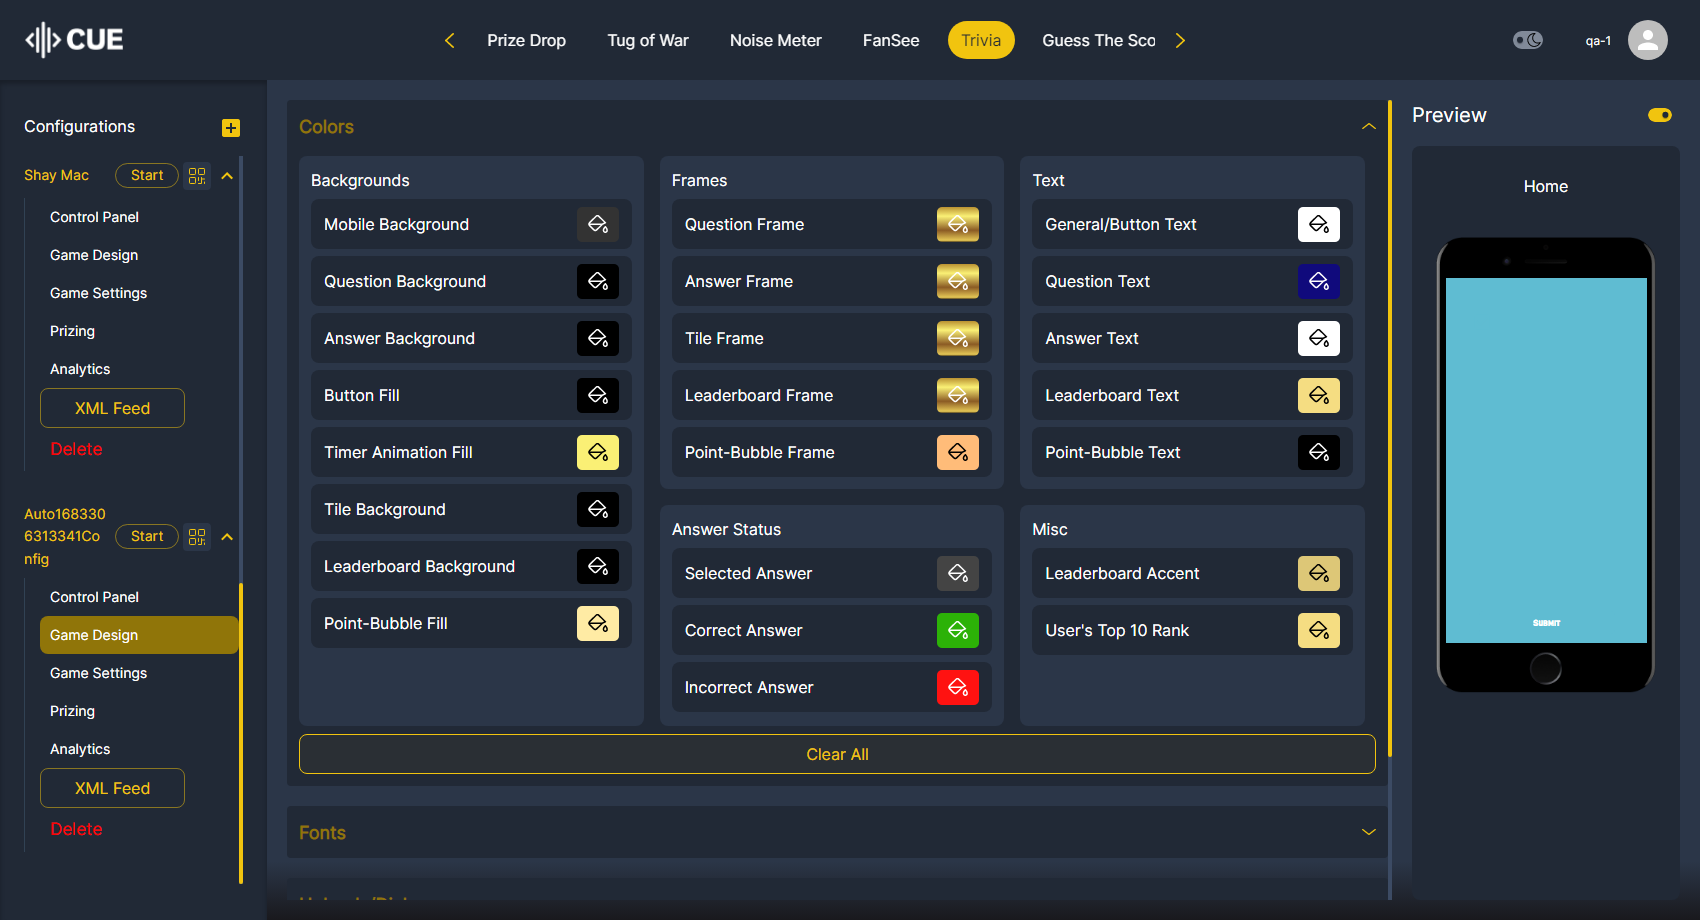 CUE
Prize Drop
Tug of War
Noise Meter
FanSee
Trivia
Guess The Sco
qa-1
Configurations
Shay Mac
Start
Control Panel
Game Design
Game Settings
Prizing
Analytics
XML Feed
Delete
Auto168330
6313341Co
nfig
Start
Control Panel
Game Design
Game Settings
Prizing
Analytics
XML Feed
Delete
Colors
Backgrounds
Mobile Background
Question Background
Answer Background
Button Fill
Timer Animation Fill
Tile Background
Leaderboard Background
Point-Bubble Fill
Frames
Question Frame
Answer Frame
Tile Frame
Leaderboard Frame
Point-Bubble Frame
Text
General/Button Text
Question Text
Answer Text
Leaderboard Text
Point-Bubble Text
Answer Status
Selected Answer
Correct Answer
Incorrect Answer
Misc
Leaderboard Accent
User's Top 10 Rank
Clear All
Fonts
Preview
Home
Submit